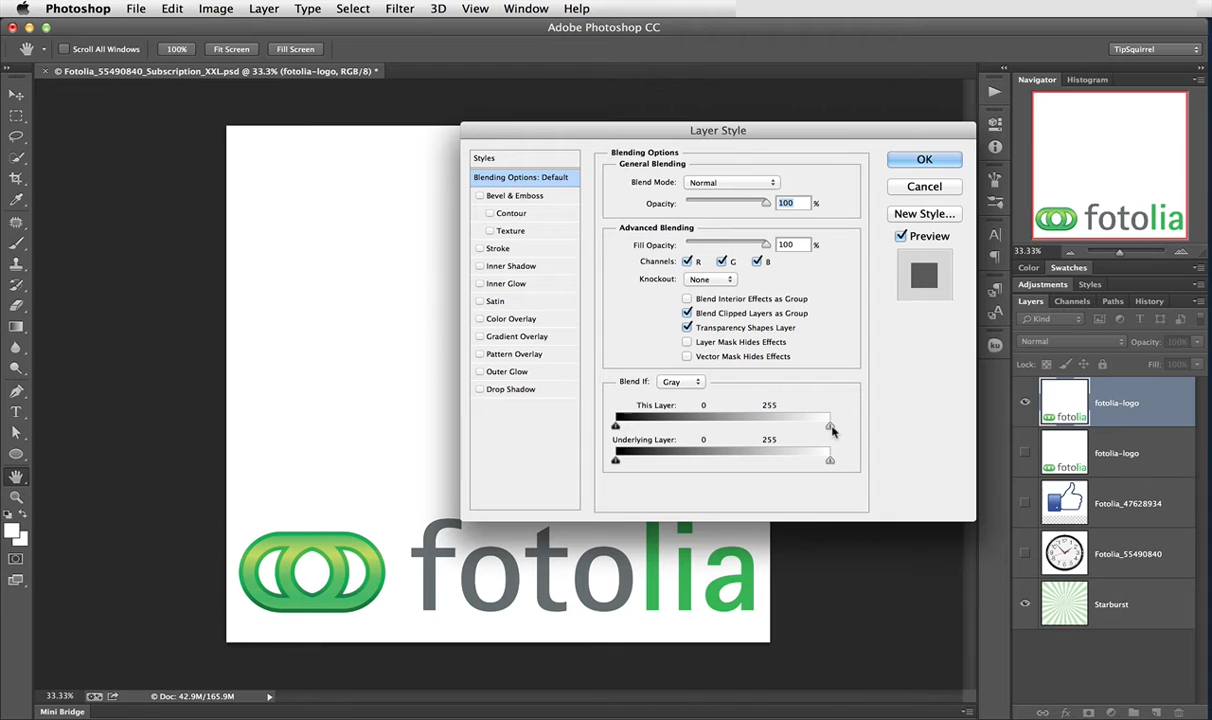 Photoshop File Edit Image Layer Type Select Filter 3D View Window Help
Adobe Photoshop CC
Scroll All Windows 100% Fit Screen Fill Screen TipSquirrel
© Fotolia_55490840_Subscription_XXL.psd @ 33.3% (fotolia-logo, RGB/8) *
Navigator Histogram
Layer Style
Styles
Blending Options: Default
Bevel & Emboss
Contour
Texture
Stroke
Inner Shadow
Inner Glow
Satin
Color Overlay
Gradient Overlay
Pattern Overlay
Outer Glow
Drop Shadow
Blending Options
General Blending
Blend Mode: Normal
Opacity: 100 %
Advanced Blending
Fill Opacity: 100 %
Channels: R G B
Knockout: None
Blend Interior Effects as Group
Blend Clipped Layers as Group
Transparency Shapes Layer
Layer Mask Hides Effects
Vector Mask Hides Effects
Blend If: Gray
This Layer: 0 255
Underlying Layer: 0 255
OK
Cancel
New Style...
Preview
fotolia
33.33%
Color Swatches
Adjustments Styles
Layers Channels Paths History
Kind
Normal Opacity: 100%
Lock: Fill: 100%
fotolia
fotolia-logo
fotolia
fotolia-logo
Fotolia_47628934
Fotolia_55490840
Starburst
fotolia
33.33% © Doc: 42.9M/165.9M
Mini Bridge